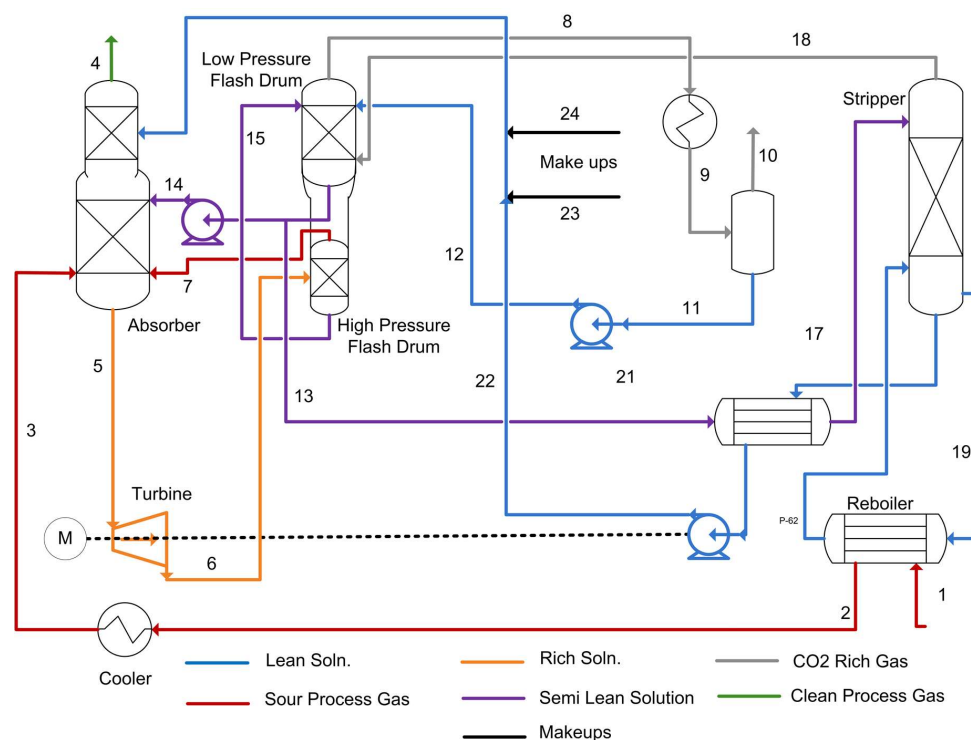 8
18
4
Low Pressure
Flash Drum
Stripper
24
15
10
Make ups
9
14
23
12
7
11
17
Absorber
High Pressure
Flash Drum
5
21
22
13
3
19
Turbine
Reboiler
P-62
M
6
1
2
Cooler
Lean Soln.
Rich Soln.
CO2 Rich Gas
Sour Process Gas
Semi Lean Solution
Clean Process Gas
Makeups